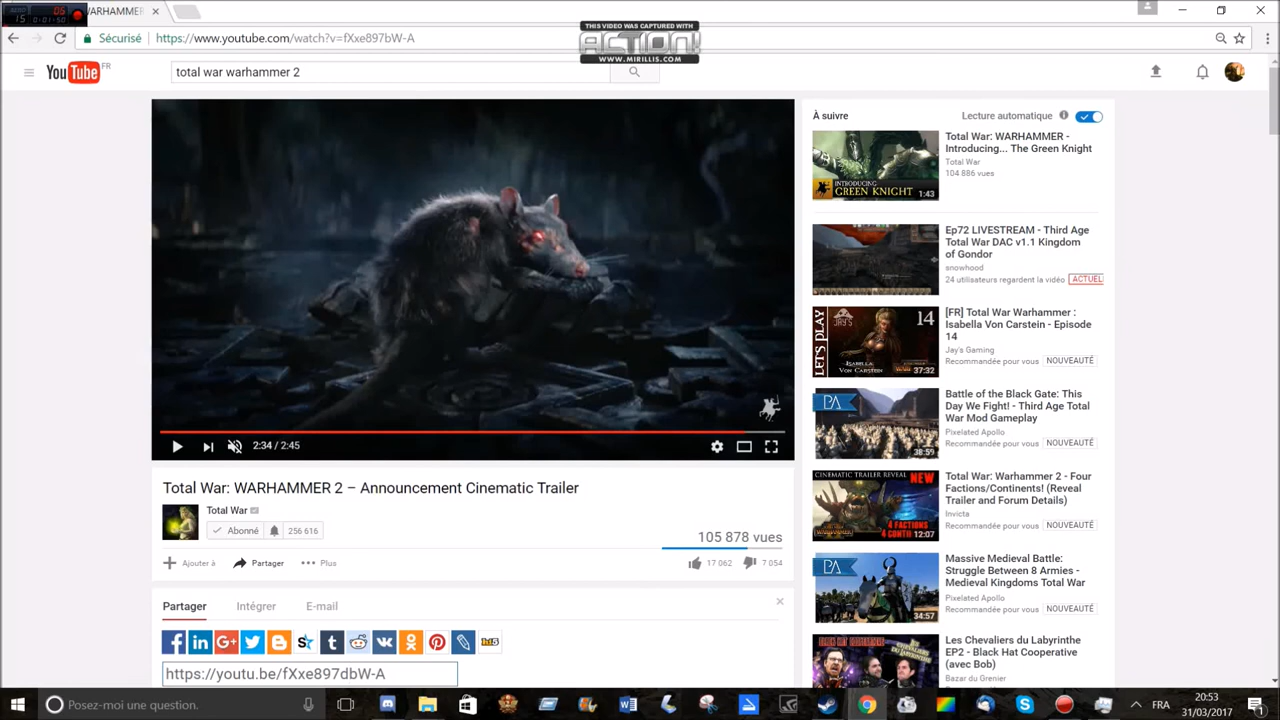 WARHAMMER
THIS VIDEO WAS CAPTURED WITH
ACTION!
WWW.MIRILLIS.COM
Sécurisé
https://www.youtube.com/watch?v=fXxe897bW-A
YouTube FR
total war warhammer 2
À suivre
Lecture automatique
Total War: WARHAMMER -
Introducing... The Green Knight
Total War
104 886 vues
INTRODUCING
GREEN KNIGHT
1:43
Ep72 LIVESTREAM - Third Age
Total War DAC v1.1 Kingdom
of Gondor
snowhood
24 utilisateurs regardent la vidéo
ACTUEL
LET'S PLAY
JAY'S
14
ISABELLA
VON CARSTEIN
37:32
[FR] Total War Warhammer :
Isabella Von Carstein - Episode
14
Jay's Gaming
Recommandée pour vous
NOUVEAUTÉ
PA
38:59
Battle of the Black Gate: This
Day We Fight! - Third Age Total
War Mod Gameplay
Pixelated Apollo
Recommandée pour vous
NOUVEAUTÉ
CINEMATIC TRAILER REVEAL NEW
4 FACTIONS
12:07
Total War: Warhammer 2 - Four
Factions/Continents! (Reveal
Trailer and Forum Details)
Invicta
Recommandée pour vous
NOUVEAUTÉ
PA
34:57
Massive Medieval Battle:
Struggle Between 8 Armies -
Medieval Kingdoms Total War
Pixelated Apollo
Recommandée pour vous
NOUVEAUTÉ
Les Chevaliers du Labyrinthe
EP2 - Black Hat Cooperative
(avec Bob)
Bazar du Grenier
Total War WARHAMMER 2 – Announcement Cinematic Trailer
Total War
Abonné
256 616
105 878 vues
Ajouter à
Partager
Plus
17 062
7 054
Partager
Intégrer
E-mail
https://youtu.be/fXxe897dbW-A
Posez-moi une question.
FRA
20:53
31/03/2017